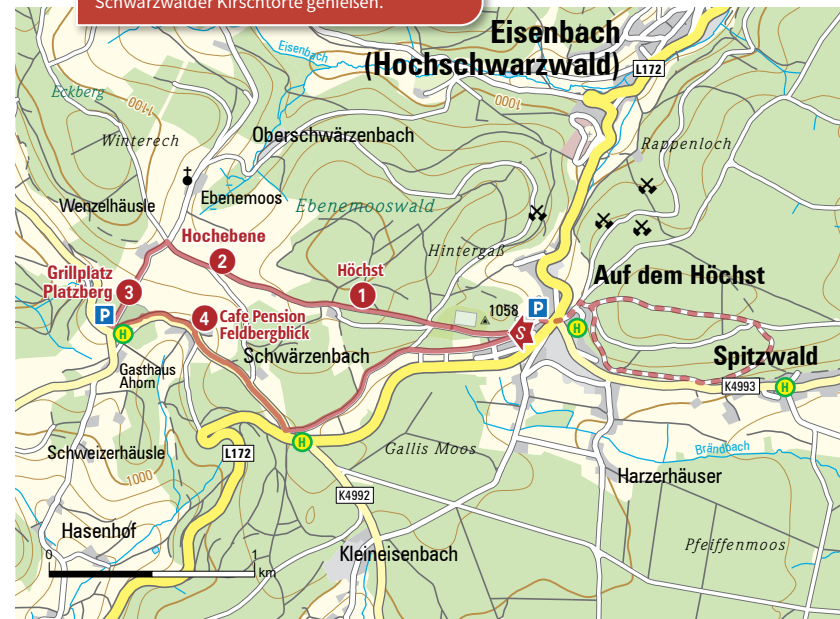 Schwarzwälder Kirschtorte genießen.
Eisenbach
(Hochschwarzwald)
Eisenbach
L172
Eckberg
1100
1000
Winterech
Oberschwärzenbach
Rappenloch
Wenzelhäusle
Ebenemoos
Ebenemooswald
Hochebene
2
Hintergaß
Grillplatz
Platzberg
3
P
H
Höchst
1
Auf dem Höchst
1058
P
S
H
4
Cafe Pension
Feldbergblick
Schwärzenbach
Spitzwald
Gasthaus
Ahorn
K4993
H
H
Schweizerhäusle
L172
Gallis Moos
Brändbach
1000
Harzerhäuser
K4992
Hasenhof
Pfeiffenmoos
Kleineisenbach
0
1
km